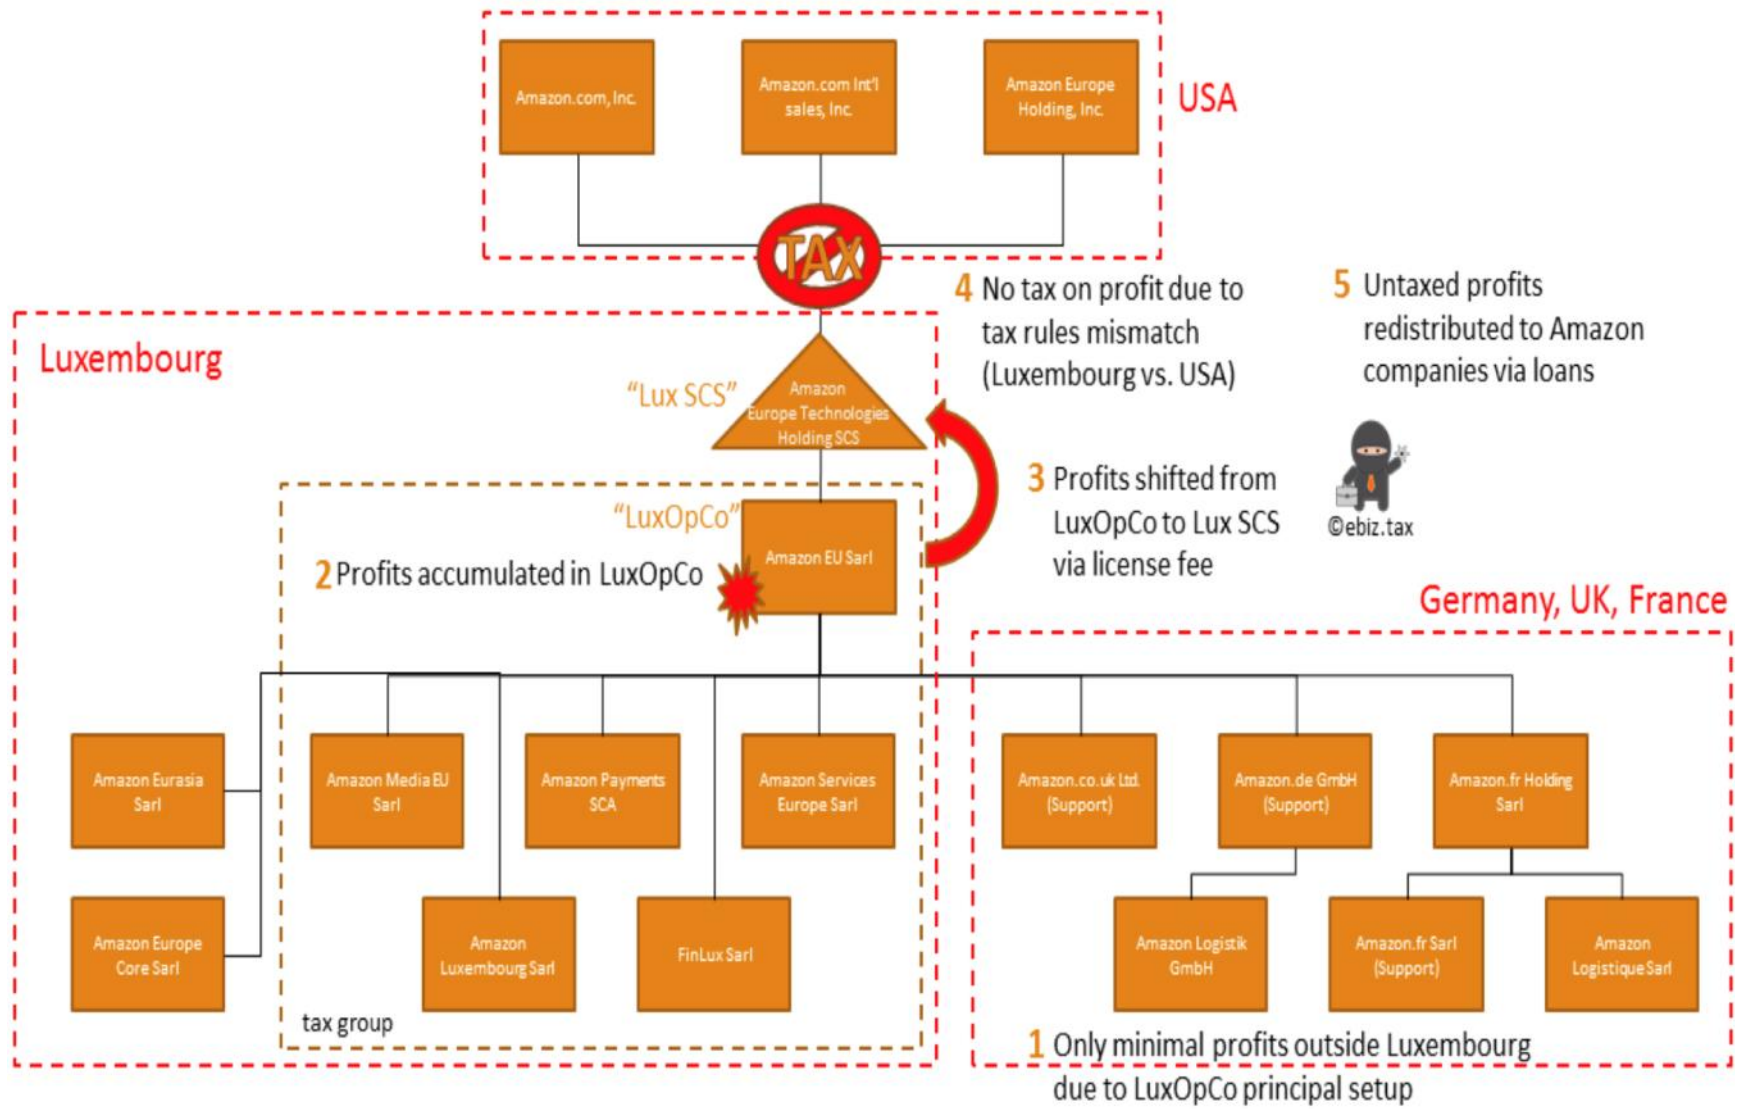 Amazon.com, Inc.
Amazon.com Int'l
sales, Inc.
Amazon Europe
Holding, Inc.
USA
TAX
4 No tax on profit due to
tax rules mismatch
(Luxembourg vs. USA)
5 Untaxed profits
redistributed to Amazon
companies via loans
Luxembourg
"Lux SCS"
Amazon
Europe Technologies
Holding SCS
3 Profits shifted from
LuxOpCo to Lux SCS
via license fee
©ebiz.tax
"LuxOpCo"
Amazon EU Sarl
2 Profits accumulated in LuxOpCo
Germany, UK, France
Amazon Eurasia
Sarl
Amazon Media EU
Sarl
Amazon Payments
SCA
Amazon Services
Europe Sarl
Amazon.co.uk Ltd.
(Support)
Amazon.de GmbH
(Support)
Amazon.fr Holding
Sarl
Amazon Europe
Core Sarl
Amazon
Luxembourg Sarl
FinLux Sarl
Amazon Logistik
GmbH
Amazon.fr Sarl
(Support)
Amazon
Logistique Sarl
tax group
1 Only minimal profits outside Luxembourg
due to LuxOpCo principal setup